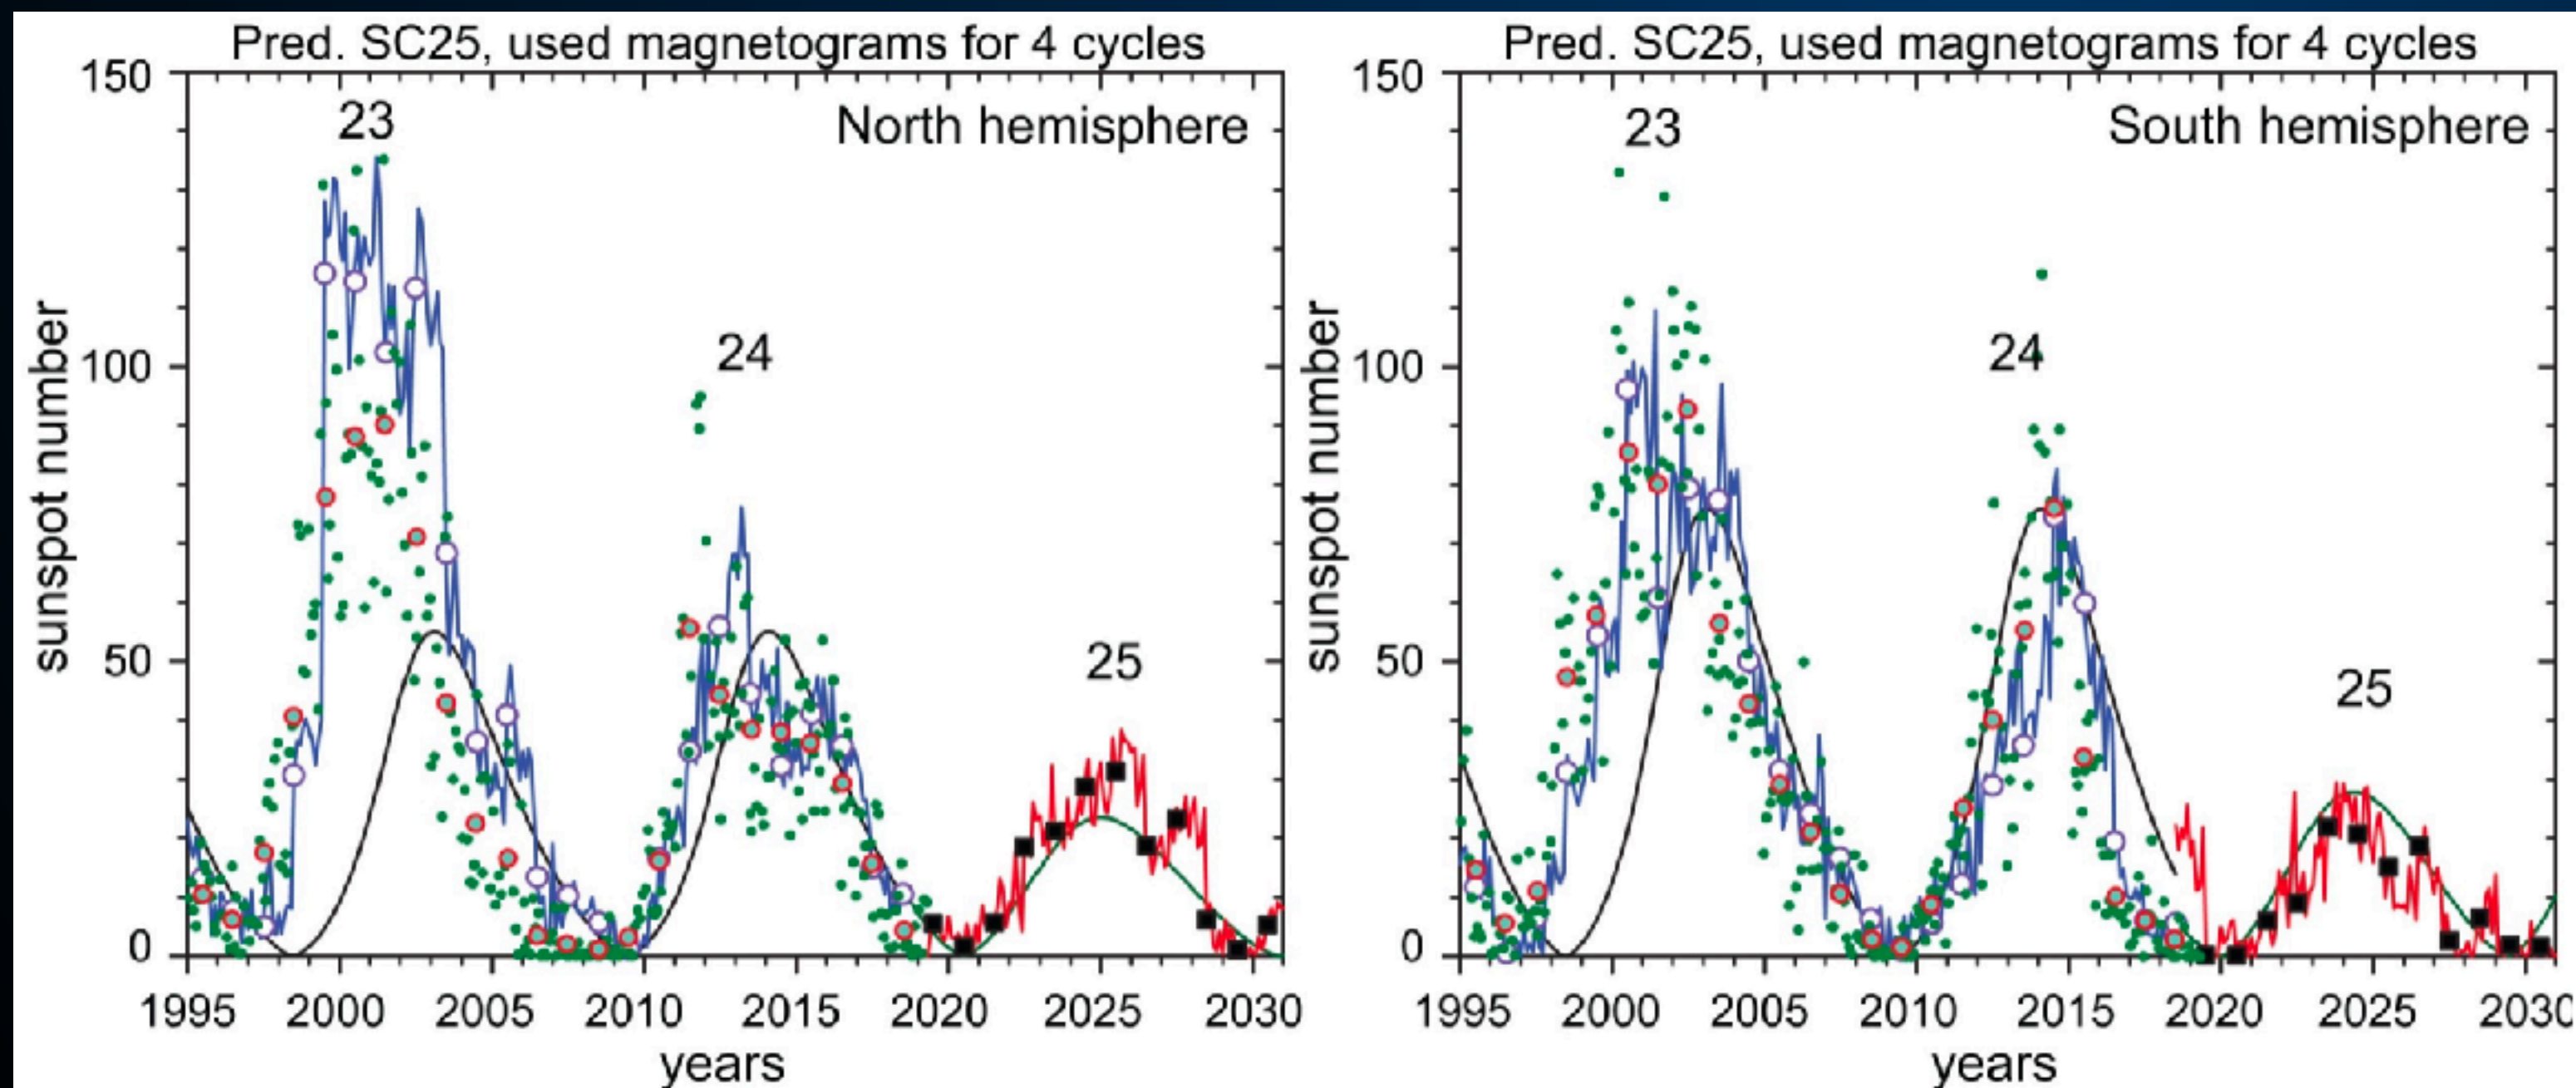 Pred. SC25, used magnetograms for 4 cycles
150
23
North hemisphere
100
24
50
25
0
sunspot number
1995 2000 2005 2010 2015 2020 2025 2030
years
Pred. SC25, used magnetograms for 4 cycles
150
23
South hemisphere
100
24
50
25
0
sunspot number
1995 2000 2005 2010 2015 2020 2025 2030
years